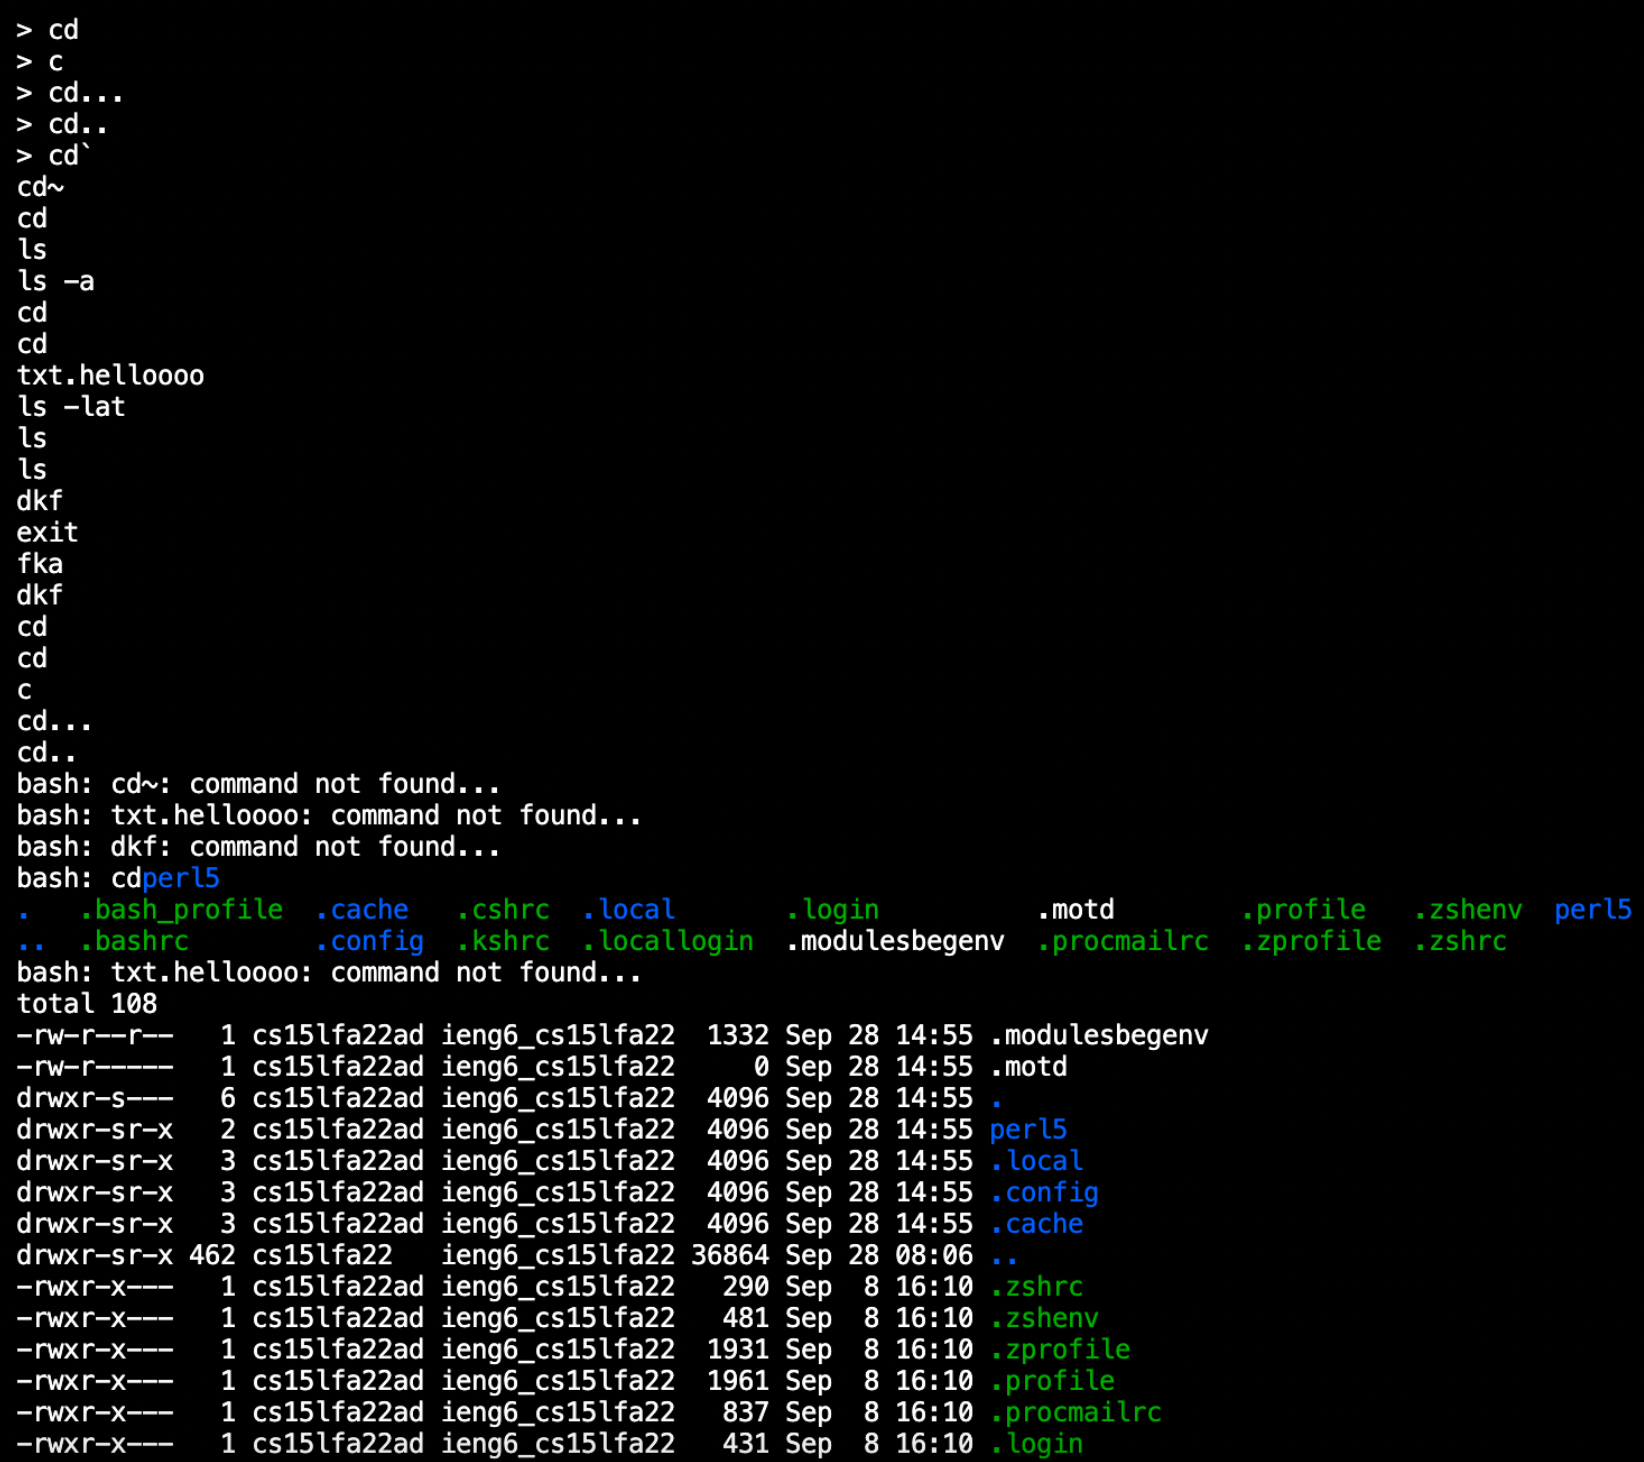 > cd
> c
> cd...
> cd..
> cd`
cd~
cd
ls
ls -a
cd
cd
txt.helloooo
ls -lat
ls
ls
dkf
exit
fka
dkf
cd
cd
c
cd...
cd..
bash: cd~: command not found...
bash: txt.helloooo: command not found...
bash: dkf: command not found...
bash: cdperl5
.   .bash_profile  .cache   .cshrc  .local       .login          .motd        .profile   .zshenv  perl5
..  .bashrc        .config  .kshrc  .locallogin  .modulesbegenv  .procmailrc  .zprofile  .zshrc
bash: txt.helloooo: command not found...
total 108
-rw-r--r--   1 cs15lfa22ad ieng6_cs15lfa22  1332 Sep 28 14:55 .modulesbegenv
-rw-r-----   1 cs15lfa22ad ieng6_cs15lfa22     0 Sep 28 14:55 .motd
drwxr-s---   6 cs15lfa22ad ieng6_cs15lfa22  4096 Sep 28 14:55 .
drwxr-sr-x   2 cs15lfa22ad ieng6_cs15lfa22  4096 Sep 28 14:55 perl5
drwxr-sr-x   3 cs15lfa22ad ieng6_cs15lfa22  4096 Sep 28 14:55 .local
drwxr-sr-x   3 cs15lfa22ad ieng6_cs15lfa22  4096 Sep 28 14:55 .config
drwxr-sr-x   3 cs15lfa22ad ieng6_cs15lfa22  4096 Sep 28 14:55 .cache
drwxr-sr-x 462 cs15lfa22   ieng6_cs15lfa22 36864 Sep 28 08:06 ..
-rwxr-x---   1 cs15lfa22ad ieng6_cs15lfa22   290 Sep  8 16:10 .zshrc
-rwxr-x---   1 cs15lfa22ad ieng6_cs15lfa22   481 Sep  8 16:10 .zshenv
-rwxr-x---   1 cs15lfa22ad ieng6_cs15lfa22  1931 Sep  8 16:10 .zprofile
-rwxr-x---   1 cs15lfa22ad ieng6_cs15lfa22  1961 Sep  8 16:10 .profile
-rwxr-x---   1 cs15lfa22ad ieng6_cs15lfa22   837 Sep  8 16:10 .procmailrc
-rwxr-x---   1 cs15lfa22ad ieng6_cs15lfa22   431 Sep  8 16:10 .login